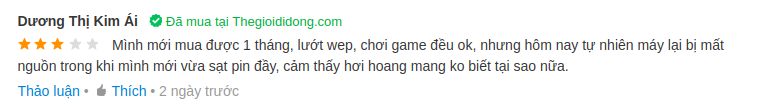 Dương Thị Kim Ái Đã mua tại Thegioididong.com
Mình mới mua được 1 tháng, lướt wep, chơi game đều ok, nhưng hôm nay tự nhiên máy lại bị mất
nguồn trong khi mình mới vừa sạt pin đầy, cảm thấy hơi hoang mang ko biết tại sao nữa.
Thảo luận • Thích • 2 ngày trước